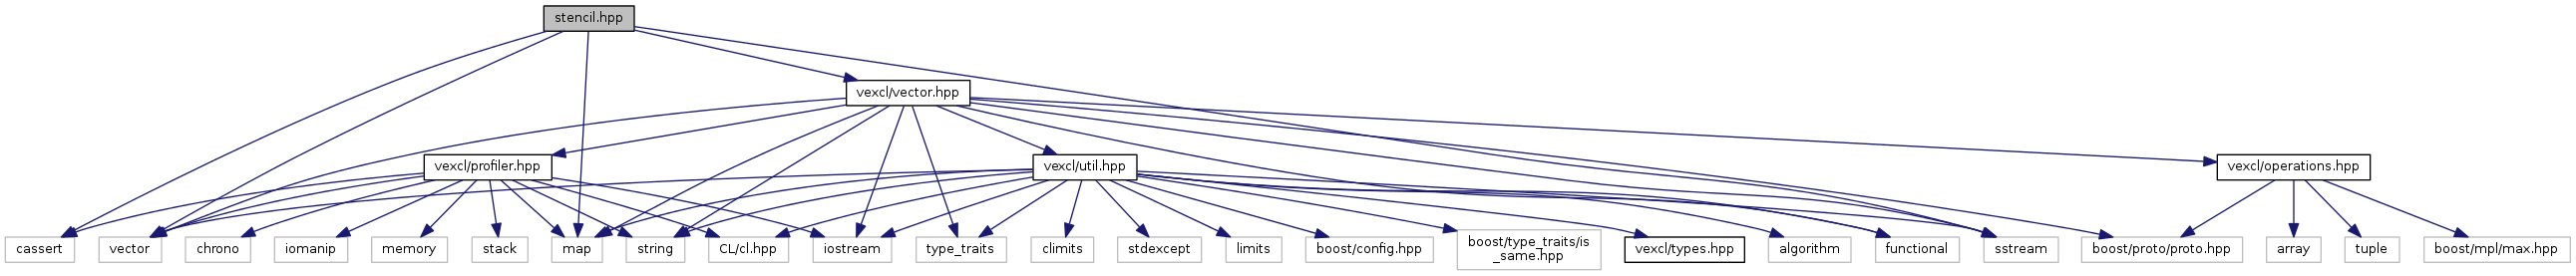 stencil.hpp
vexcl/vector.hpp
vexcl/profiler.hpp
vexcl/util.hpp
vexcl/operations.hpp
cassert
vector
chrono
iomanip
memory
stack
map
string
CL/cl.hpp
iostream
type_traits
climits
stdexcept
limits
boost/config.hpp
boost/type_traits/is
_same.hpp
vexcl/types.hpp
algorithm
functional
sstream
boost/proto/proto.hpp
array
tuple
boost/mpl/max.hpp